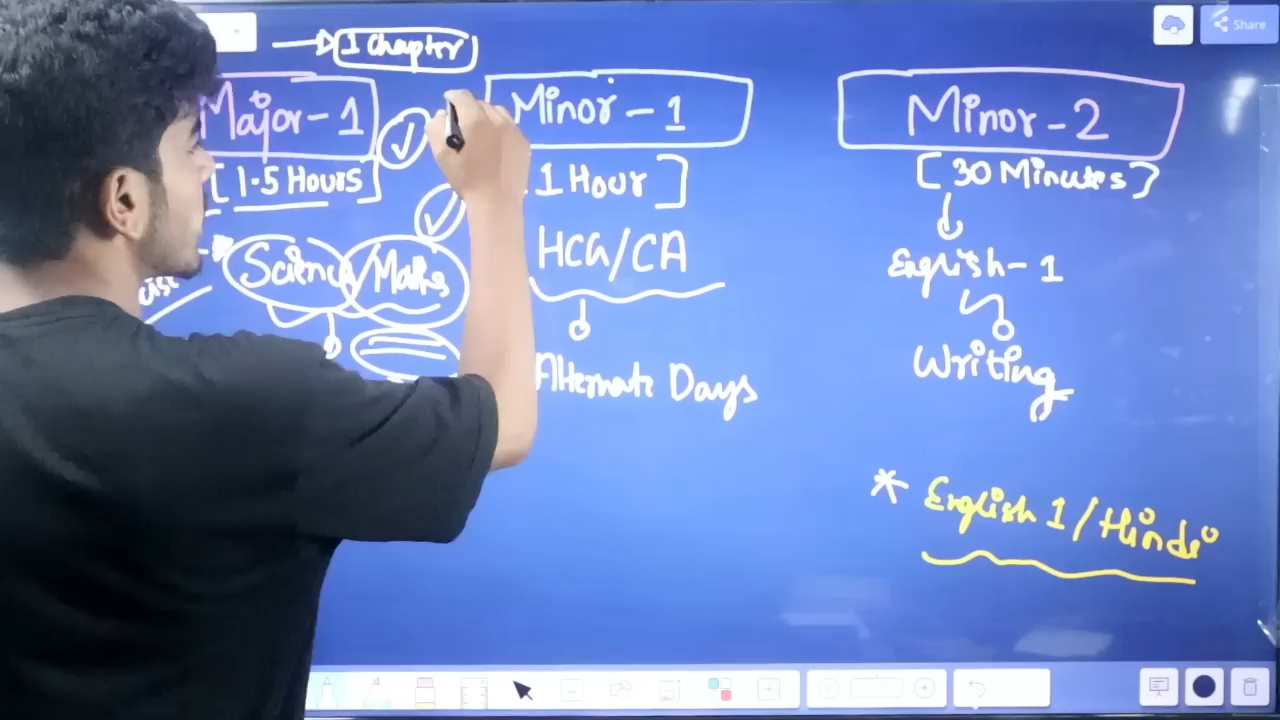 → 1 Chapter
Share
Major-1
Minor-1
Minor-2
[1.5 Hours]
1 Hour]
[30 Minutes]
Science/Maths
HCG/CA
English-1
Alternate Days
Writing
* English 1/Hindi